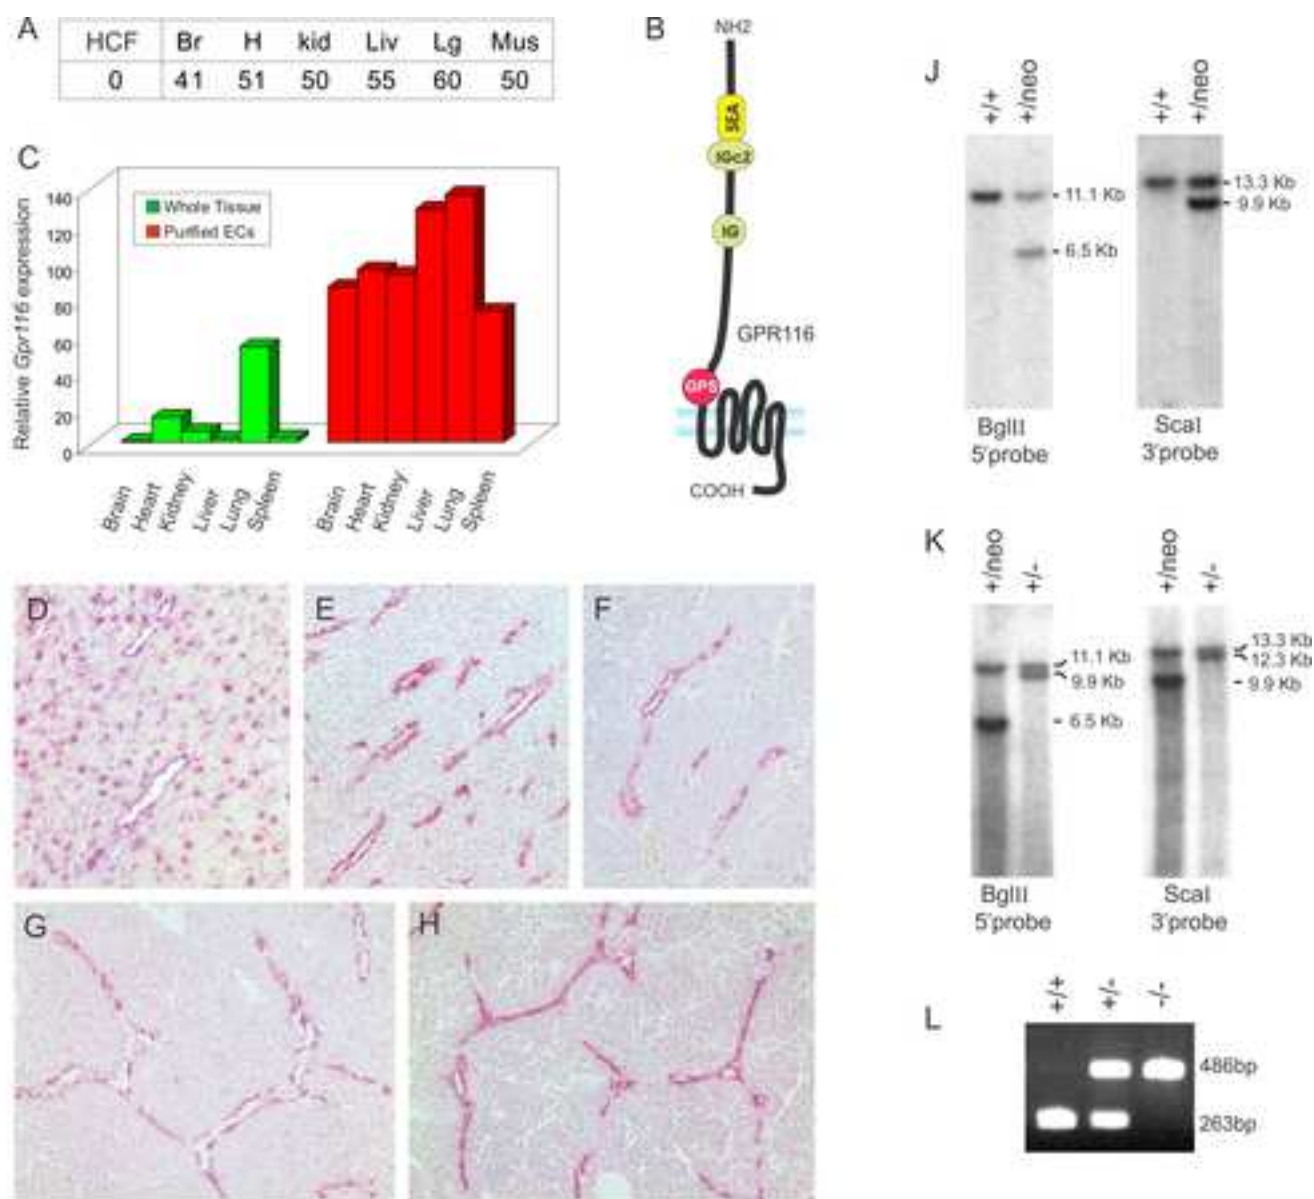 A
HCF Br H kid Liv Lg Mus
0 41 51 50 55 60 50
B
NH2
SEA
IGc2
IG
GPR116
GPS
COOH
C
Relative Gpr116 expression
140
120
100
80
60
40
20
0
Whole Tissue
Purified ECs
Brain Heart Kidney Liver Lung Spleen
Brain Heart Kidney Liver Lung Spleen
D
E
F
G
H
J
+/+ +/neo
11.1 Kb
6.5 Kb
BglII
5'probe
+/+ +/neo
13.3 Kb
9.9 Kb
ScaI
3'probe
K
+/neo +/-
11.1 Kb
9.9 Kb
6.5 Kb
BglII
5'probe
+/neo +/-
13.3 Kb
12.3 Kb
9.9 Kb
ScaI
3'probe
L
+/+ +/- -/-
486bp
263bp